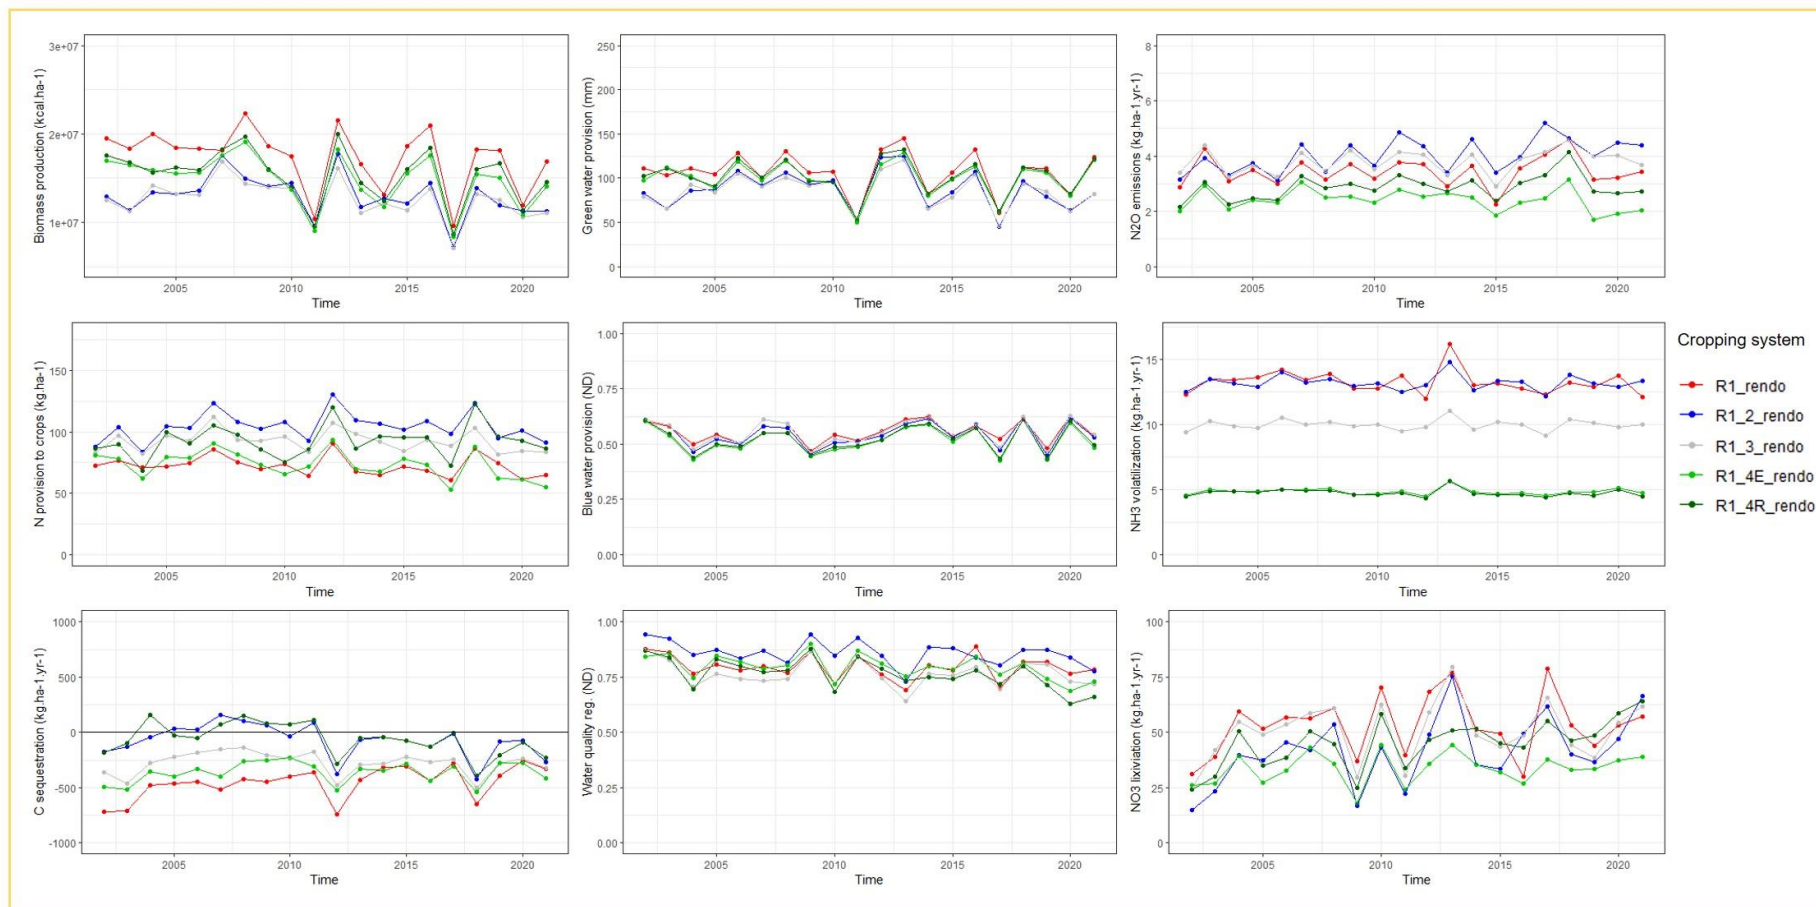 Biomass production (kcal.ha-1)
3e+07
2e+07
1e+07
2005 2010 2015 2020
Time
Green water provision (mm)
250
200
150
100
50
0
2005 2010 2015 2020
Time
N2O emissions (kg.ha-1.yr-1)
8
6
4
2
0
2005 2010 2015 2020
Time
N provision to crops (kg.ha-1)
150
100
50
0
2005 2010 2015 2020
Time
Blue water provision (ND)
1.00
0.75
0.50
0.25
0.00
2005 2010 2015 2020
Time
NH3 volatilization (kg.ha-1.yr-1)
15
10
5
0
2005 2010 2015 2020
Time
C sequestration (kg.ha-1.yr-1)
1000
500
0
-500
-1000
2005 2010 2015 2020
Time
Water quality reg. (ND)
1.00
0.75
0.50
0.25
0.00
2005 2010 2015 2020
Time
NO3 lixiviation (kg.ha-1.yr-1)
100
75
50
25
0
2005 2010 2015 2020
Time
Cropping system
R1_rendo
R1_2_rendo
R1_3_rendo
R1_4E_rendo
R1_4R_rendo